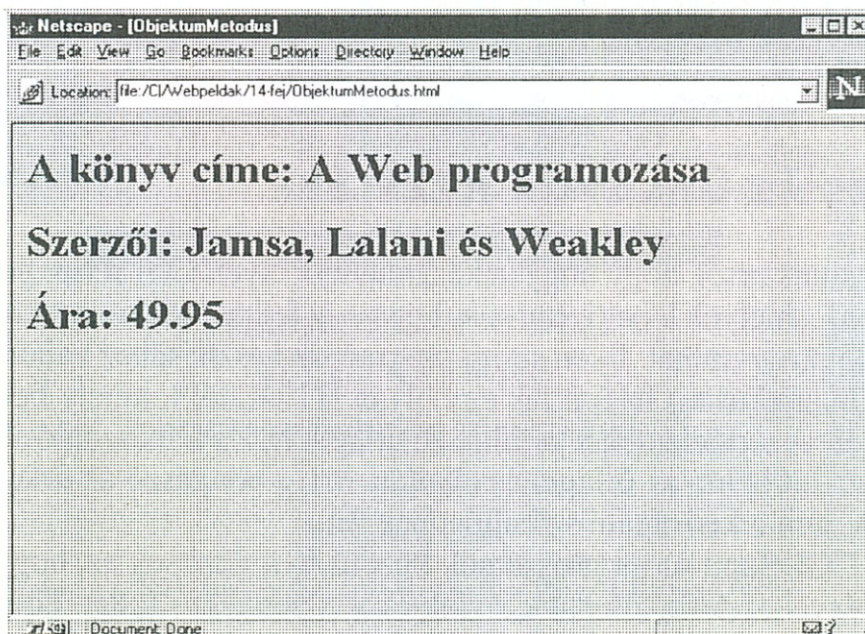 Netscape - [ObjektumMetodus]
File Edit View Go Bookmarks Options Directory Window Help
Location: file:/C|/Webpeldak/14-fej/ObjektumMetodus.html
N
A könyv címe: A Web programozása
Szerzői: Jamsa, Lalani és Weakley
Ára: 49.95
Document: Done